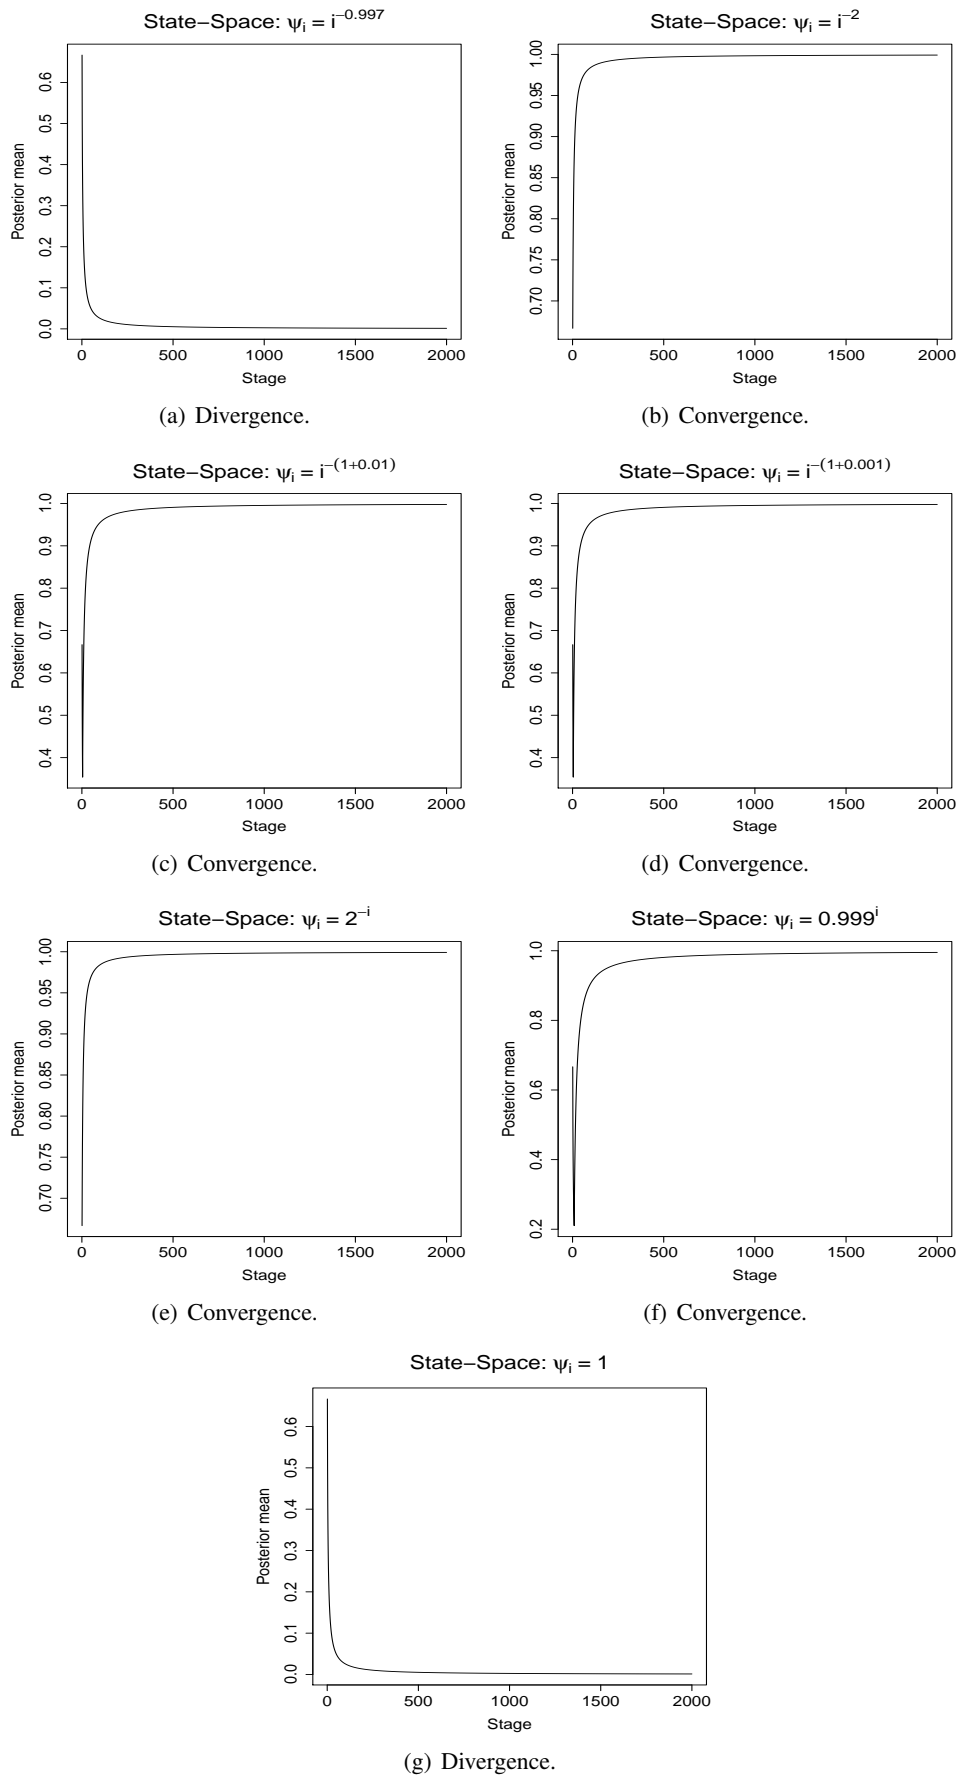 State−Space: ψi = i−0.997
Posterior mean
0.0 0.1 0.2 0.3 0.4 0.5 0.6
0 500 1000 1500 2000
Stage
(a) Divergence.
State−Space: ψi = i−2
Posterior mean
0.70 0.75 0.80 0.85 0.90 0.95 1.00
0 500 1000 1500 2000
Stage
(b) Convergence.
State−Space: ψi = i−(1+0.01)
Posterior mean
0.4 0.5 0.6 0.7 0.8 0.9 1.0
0 500 1000 1500 2000
Stage
(c) Convergence.
State−Space: ψi = i−(1+0.001)
Posterior mean
0.4 0.5 0.6 0.7 0.8 0.9 1.0
0 500 1000 1500 2000
Stage
(d) Convergence.
State−Space: ψi = 2−i
Posterior mean
0.70 0.75 0.80 0.85 0.90 0.95 1.00
0 500 1000 1500 2000
Stage
(e) Convergence.
State−Space: ψi = 0.999i
Posterior mean
0.2 0.4 0.6 0.8 1.0
0 500 1000 1500 2000
Stage
(f) Convergence.
State−Space: ψi = 1
Posterior mean
0.0 0.1 0.2 0.3 0.4 0.5 0.6
0 500 1000 1500 2000
Stage
(g) Divergence.